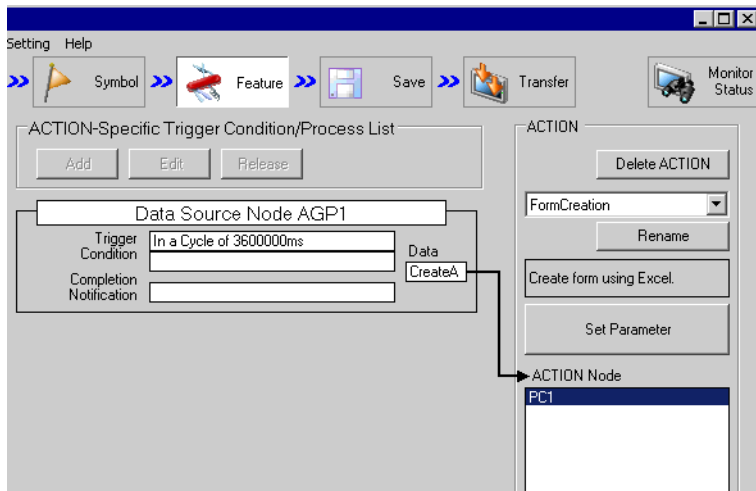 Setting Help
Symbol
Feature
Save
Transfer
Monitor
Status
ACTION-Specific Trigger Condition/Process List
Add
Edit
Release
Data Source Node AGP1
Trigger
Condition
In a Cycle of 3600000ms
Data
CreateA
Completion
Notification
ACTION
Delete ACTION
FormCreation
Rename
Create form using Excel.
Set Parameter
ACTION Node
PC1